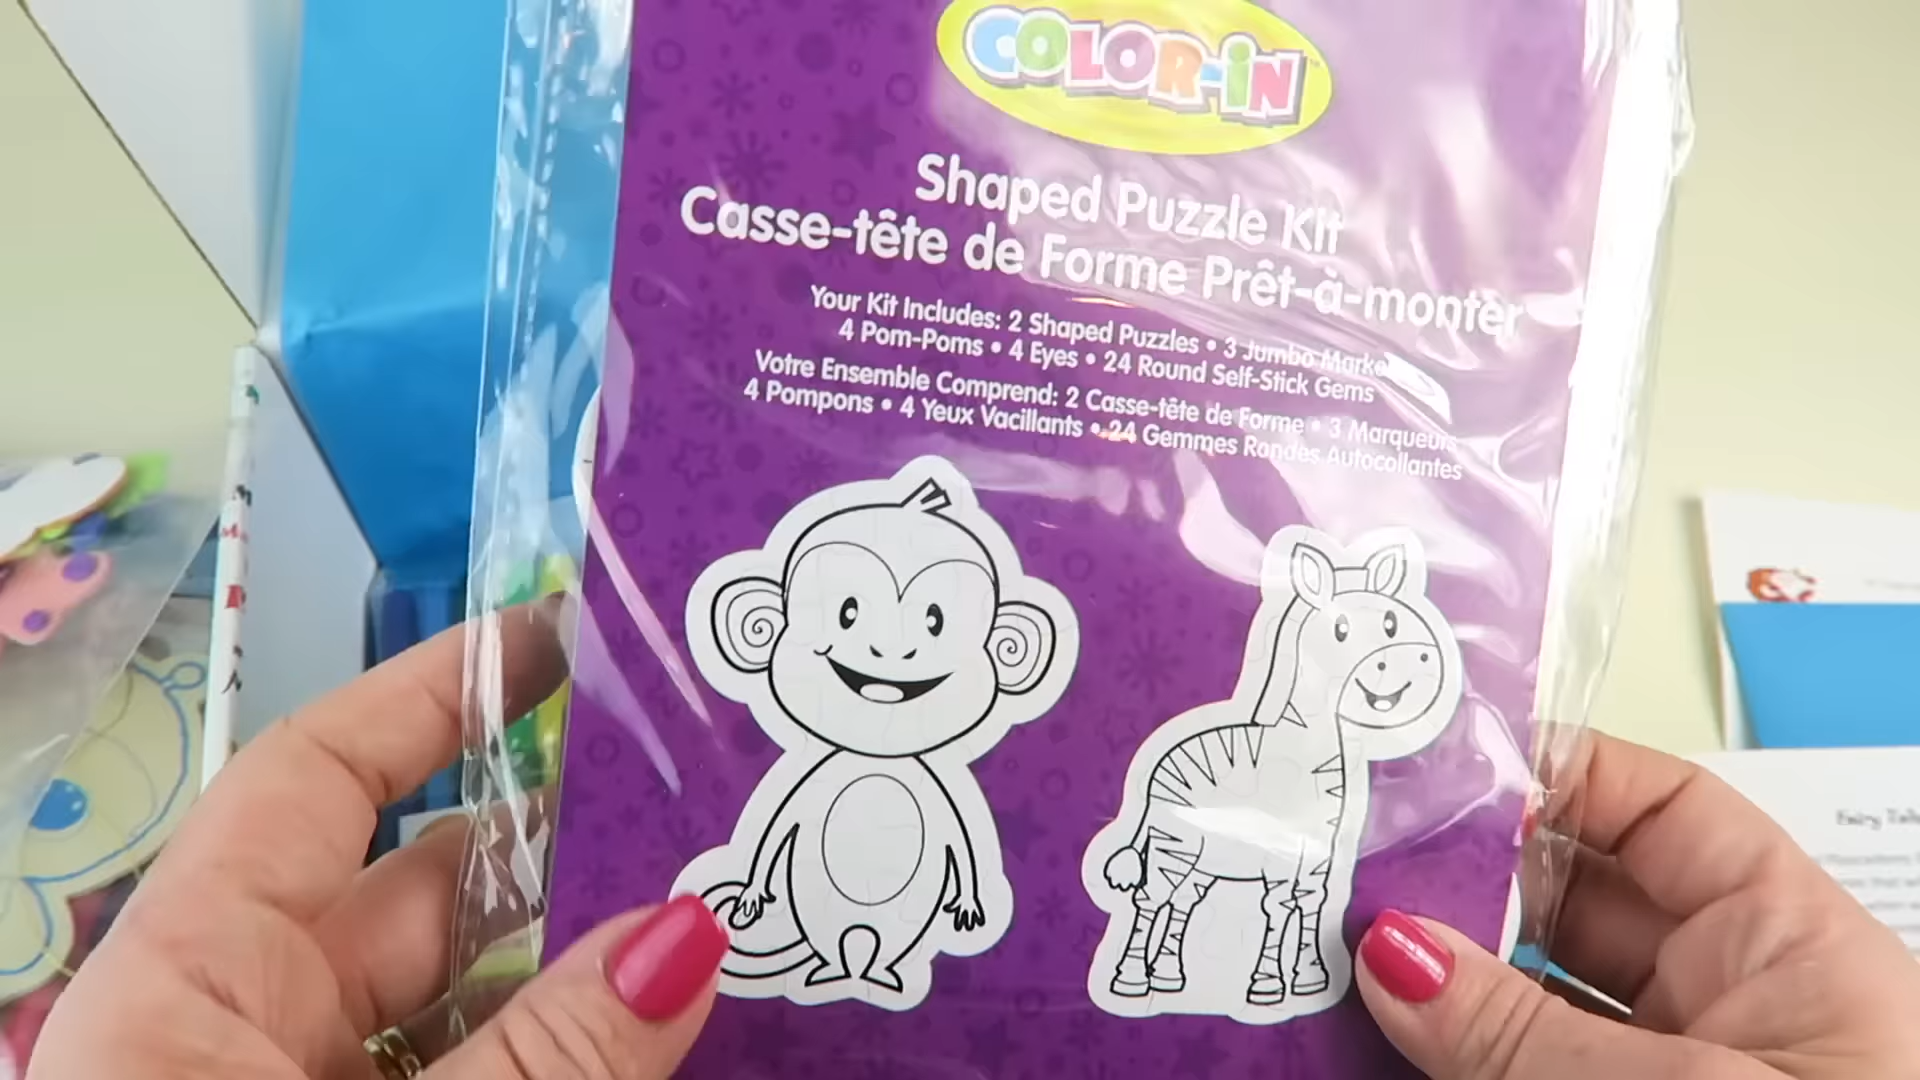 COLOR-iN
Shaped Puzzle Kit
Casse-tête de Forme Prêt-à-monter
Your Kit Includes: 2 Shaped Puzzles • 3 Jumbo
4 Pom-Poms • 4 Eyes • 24 Round Self-Stick Gems
Votre Ensemble Comprend: 2 Casse-tête de Forme • 3 Marqueurs
4 Pompons • 4 Yeux Vacillants • 24 Gemmes Rondes Autocollantes
Fairy